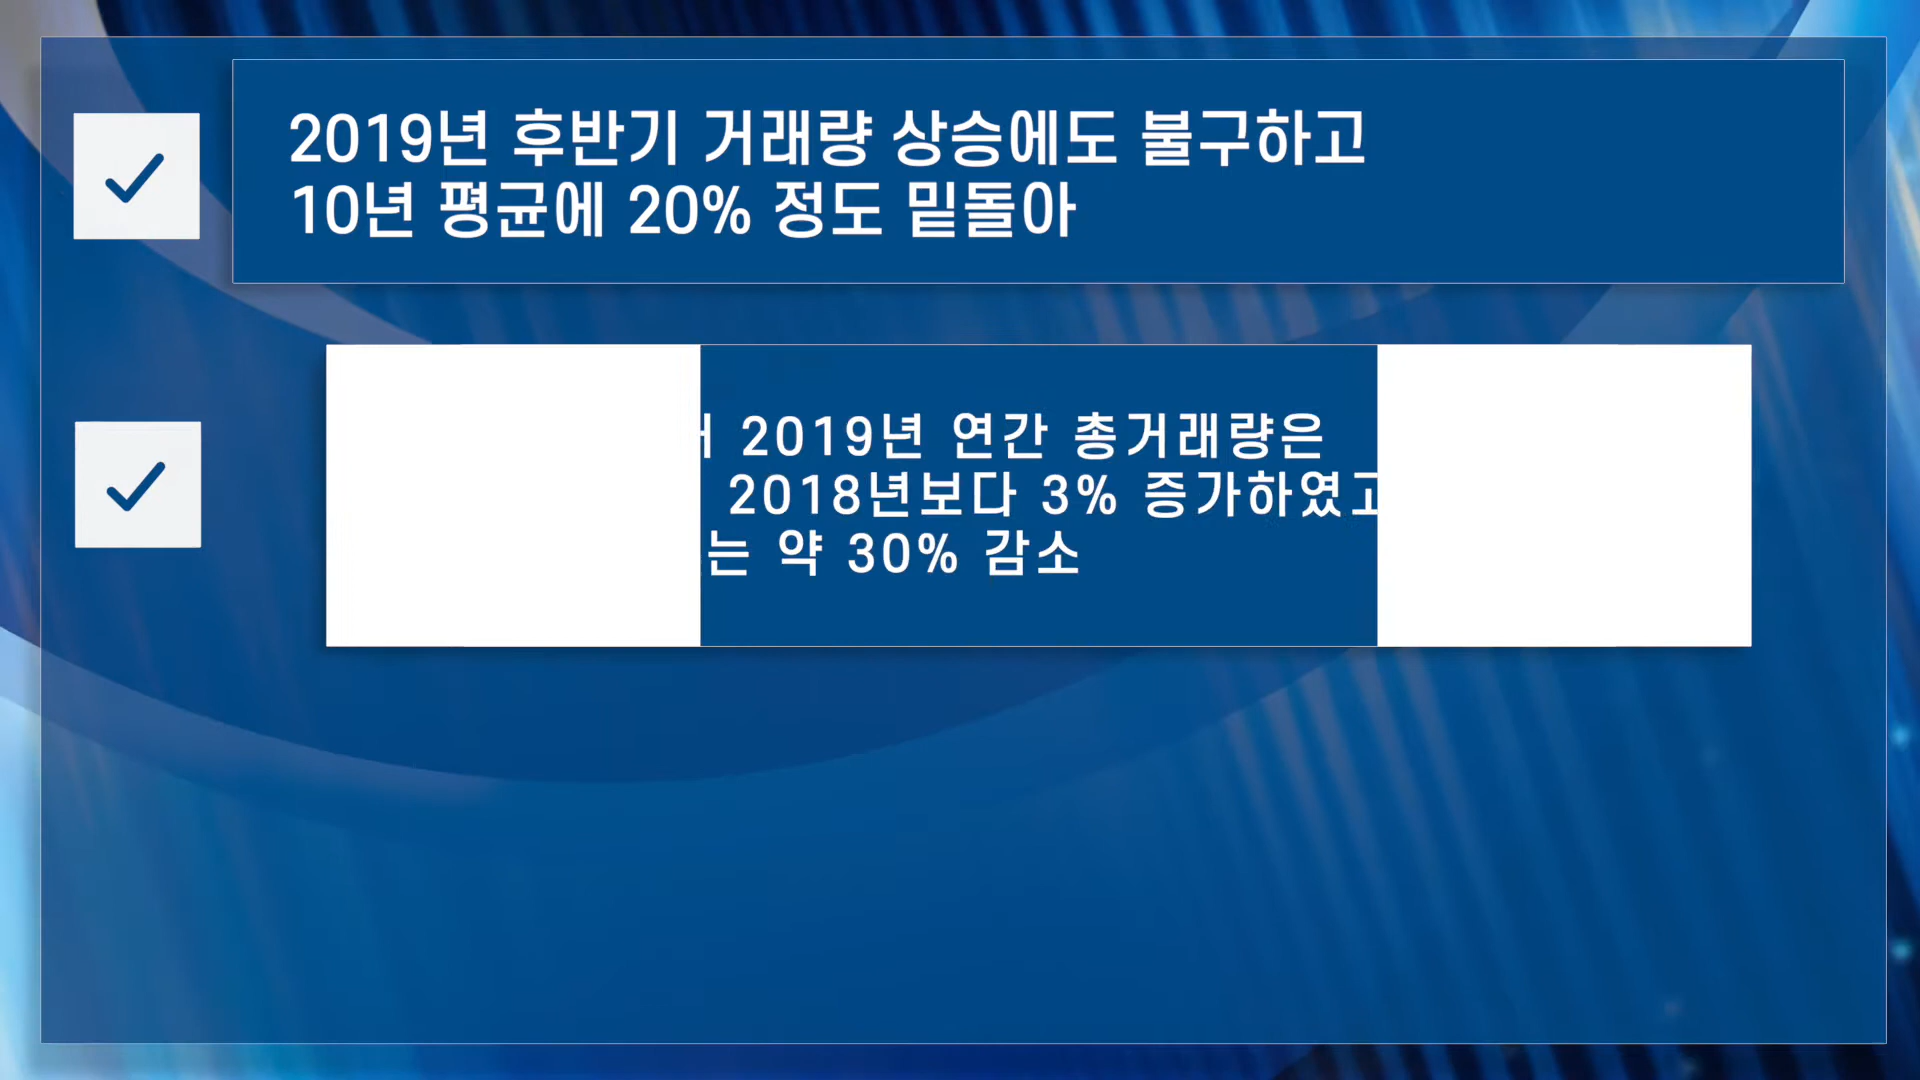 2019년 후반기 거래량 상승에도 불구하고
10년 평균에 20% 정도 밑돌아
2019년 연간 총거래량은
2018년보다 3% 증가하였고
약 30% 감소